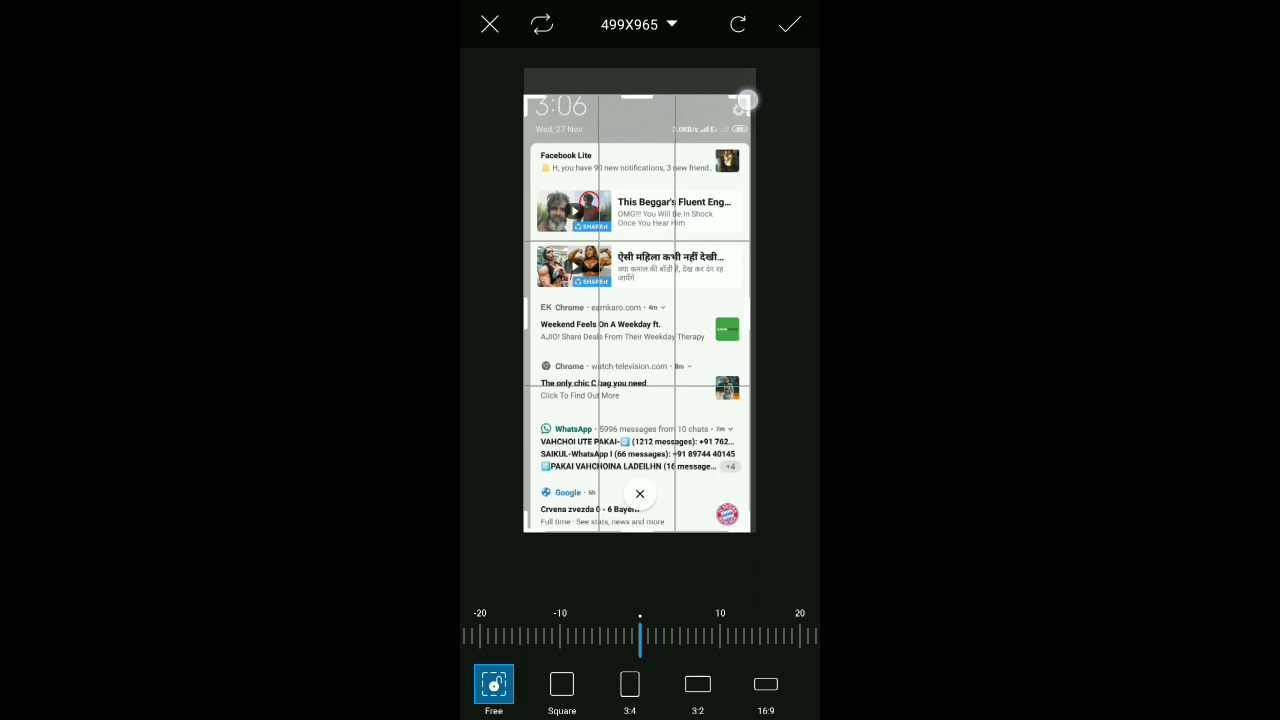 499X965
3:06
Wed, 27 Nov
3.0KB/s
Facebook Lite
H, you have 90 new notifications, 3 new friend..
This Beggar's Fluent Eng...
OMG!!! You Will Be In Shock
Once You Hear Him
SHAREit
ऐसी महिला कभी नहीं देखी...
क्या कमाल की बॉडी है, देख कर दंग रह
जायेंगे
SHAREit
EK Chrome · earnkaro.com · 4m
Weekend Feels On A Weekday ft.
AJIO! Share Deals From Their Weekday Therapy
Chrome · watch-television.com · 8m
The only chic C bag you need
Click To Find Out More
WhatsApp · 5996 messages from 10 chats · 7m
VAHCHOI UTE PAKAI- (1212 messages): +91 762...
SAIKUL-WhatsApp I (66 messages): +91 89744 40145
PAKAI VAHCHOINA LADEILHN (16 message... +4
Google · 6h
Crvena zvezda 0 - 6 Bayern
Full time · See stats, news and more
-20 -10 10 20
Free Square 3:4 3:2 16:9